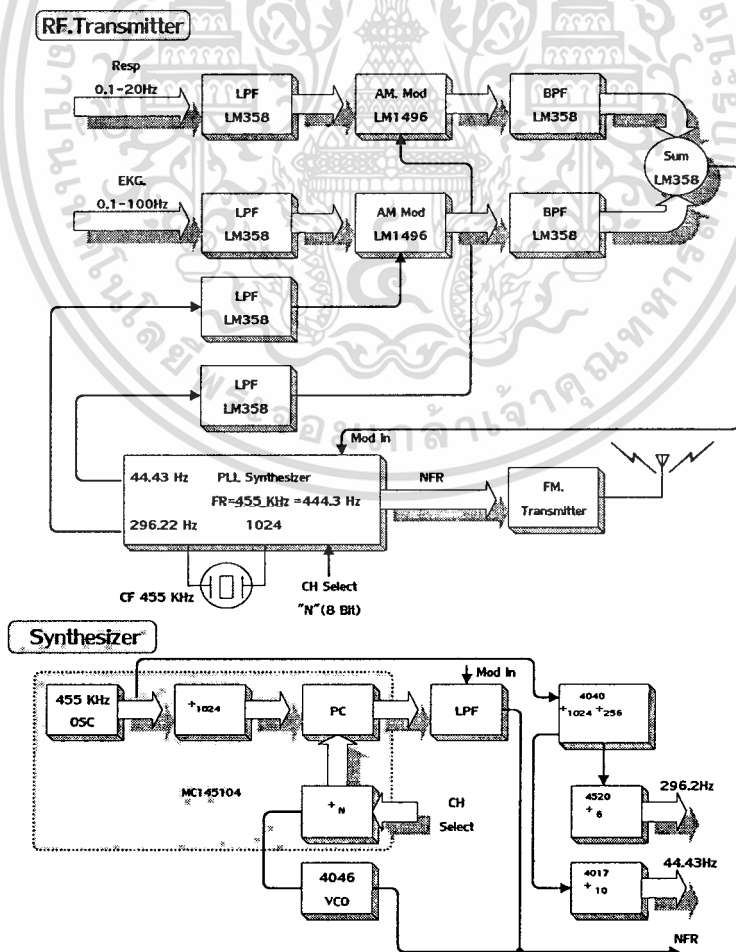 RF.Transmitter
Resp
0.1-20Hz
LPF
LM358
AM. Mod
LM1496
BPF
LM358
Sum
LM358
EKG.
0.1-100Hz
LPF
LM358
AM Mod
LM1496
BPF
LM358
LPF
LM358
LPF
LM358
Mod In
44.43 Hz PLL Synthesizer
FR=455 KHz =444.3 Hz
296.22 Hz 1024
NFR
FM.
Transmitter
CF 455 KHz
CH Select
"N"(8 Bit)
Synthesizer
455 KHz
OSC
÷1024
PC
Mod In
LPF
4040
÷1024 ÷256
MC145104
÷N
CH
Select
4520
÷6
296.2Hz
4046
VCO
4017
÷10
44.43Hz
NFR